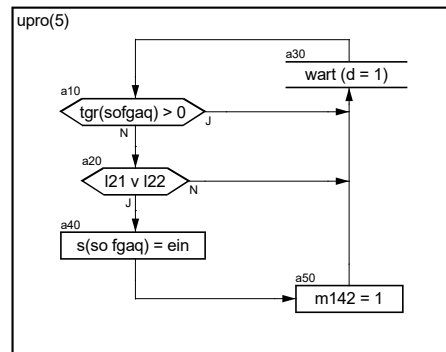 upro(5)
a30
wart (d = 1)
a10
tgr(sofgaq) > 0
J
N
a20
l21 v l22
N
J
a40
s(so fgaq) = ein
a50
m142 = 1